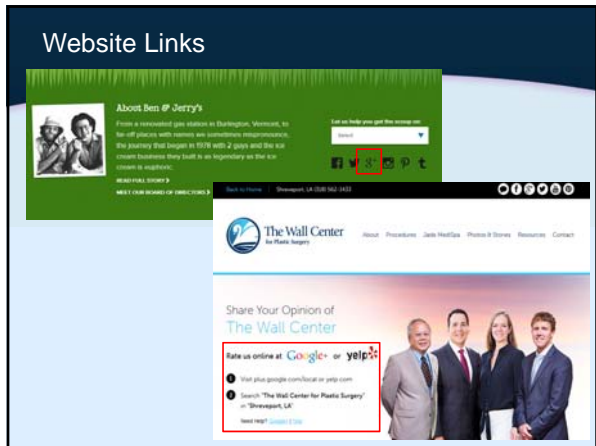 Website Links
About Ben & Jerry's
From a renovated gas station in Burlington, Vermont, to
far-off places with names we sometimes mispronounce,
the journey that began in 1978 with 2 guys and the ice
cream business they built is as legendary as the ice
cream is euphoric.
READ FULL STORY >
MEET OUR BOARD OF DIRECTORS >
Let us help you get the scoop on:
Select
Back to Home | Shreveport, LA (318) 562-1433
The Wall Center
for Plastic Surgery
About Procedures Jade MediSpa Photos & Stories Resources Contact
Share Your Opinion of
The Wall Center
Rate us online at Google+ or yelp
1 Visit plus.google.com/local or yelp.com
2 Search "The Wall Center for Plastic Surgery"
in "Shreveport, LA"
Need help?